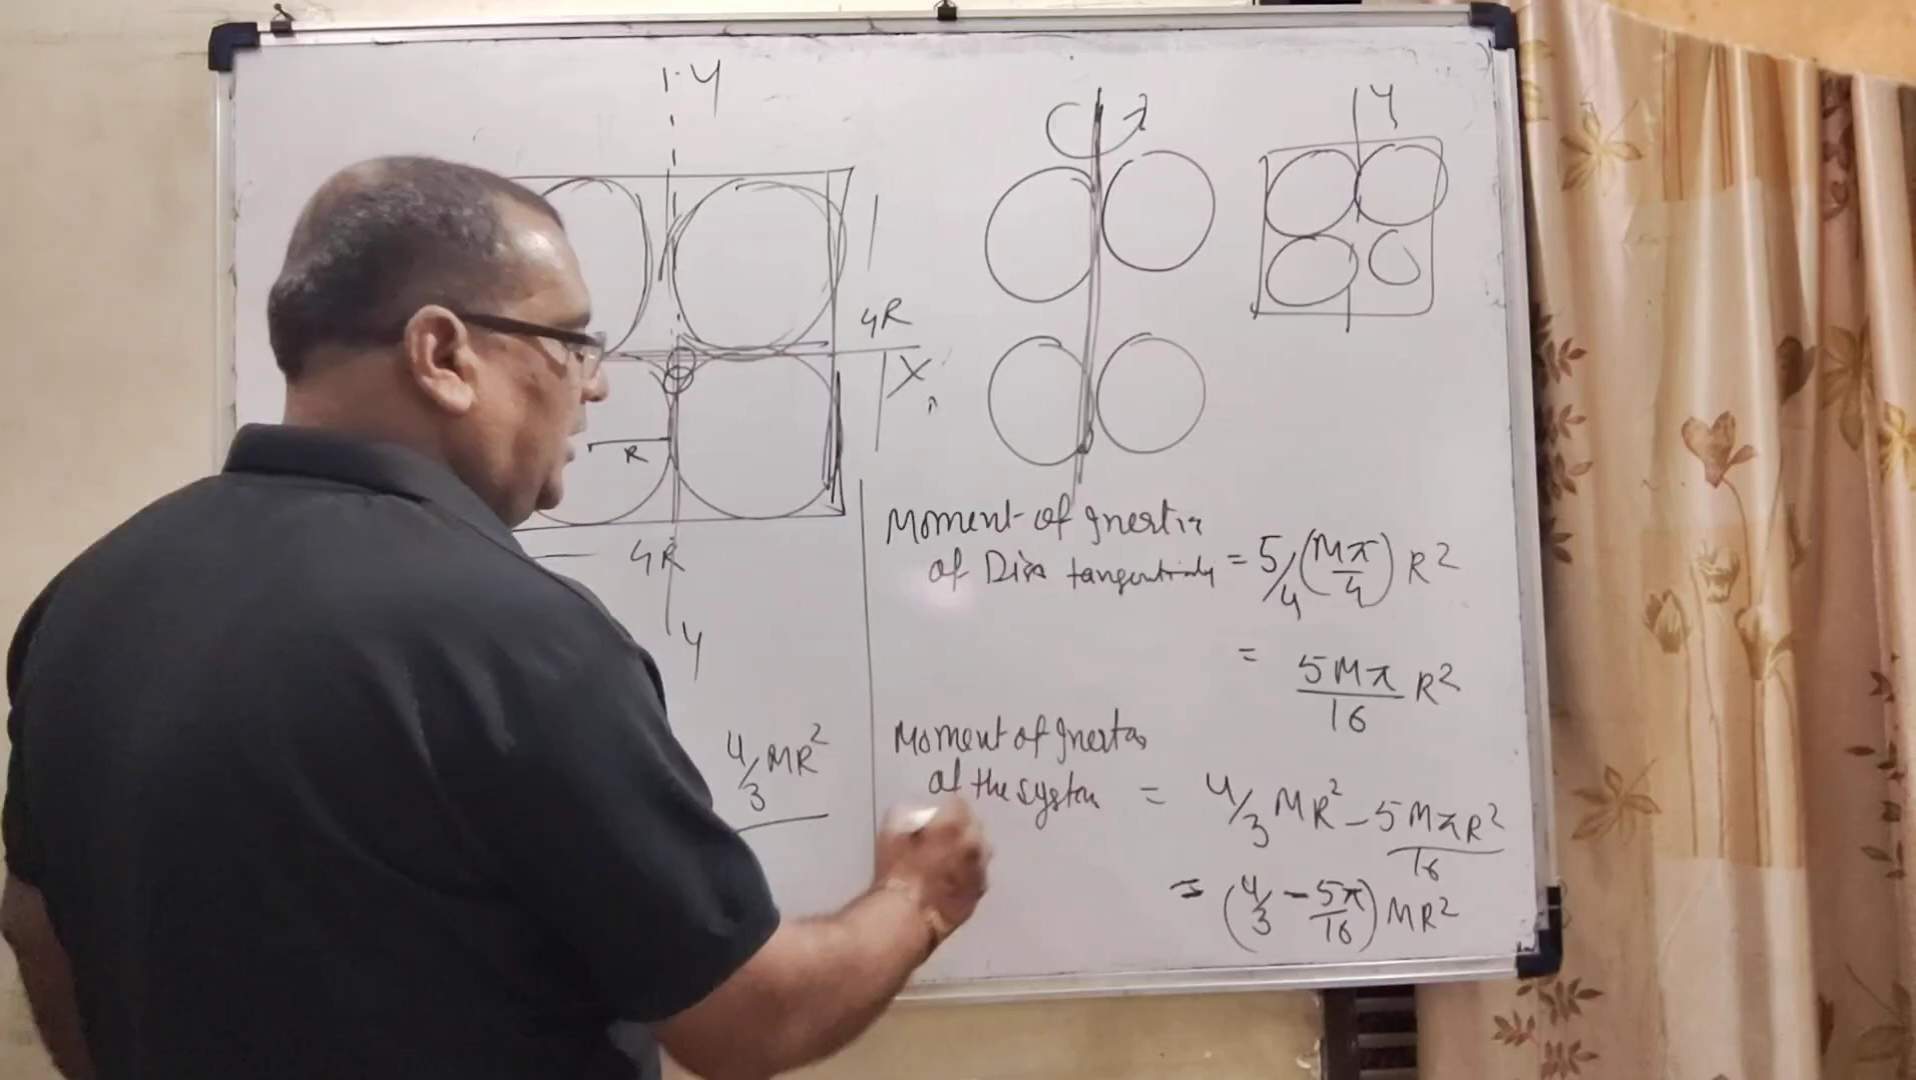 Y
Y
4R
X
R
4R
Y
4/3 MR²
Moment of Inertia
of Disc tangentially = 5/4 (Mπ/4) R²
= 5Mπ/16 R²
Moment of Inertia
of the system = 4/3 MR² - 5MπR²/16
= (4/3 - 5π/16) MR²